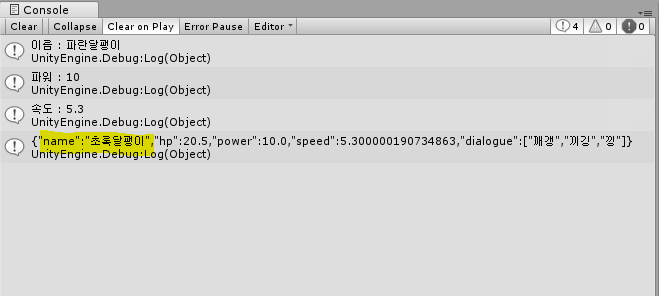 Console
Clear Collapse Clear on Play Error Pause Editor 4 0 0
이름 : 파란달팽이
UnityEngine.Debug:Log(Object)
파워 : 10
UnityEngine.Debug:Log(Object)
속도 : 5.3
UnityEngine.Debug:Log(Object)
{"name":"초록달팽이","hp":20.5,"power":10.0,"speed":5.300000190734863,"dialogue":["깨갱","끼깅","낑"]}
UnityEngine.Debug:Log(Object)